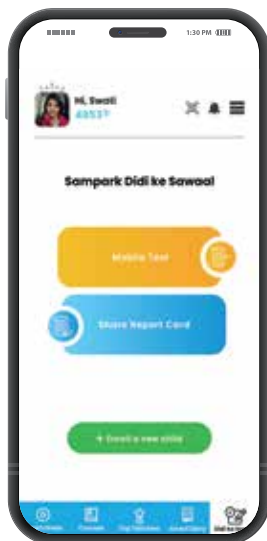 1:30 PM
Hi, Swati
Sampark Didi ke Sawaal
Mobile Test
Share Report Card
+ Enroll a new child